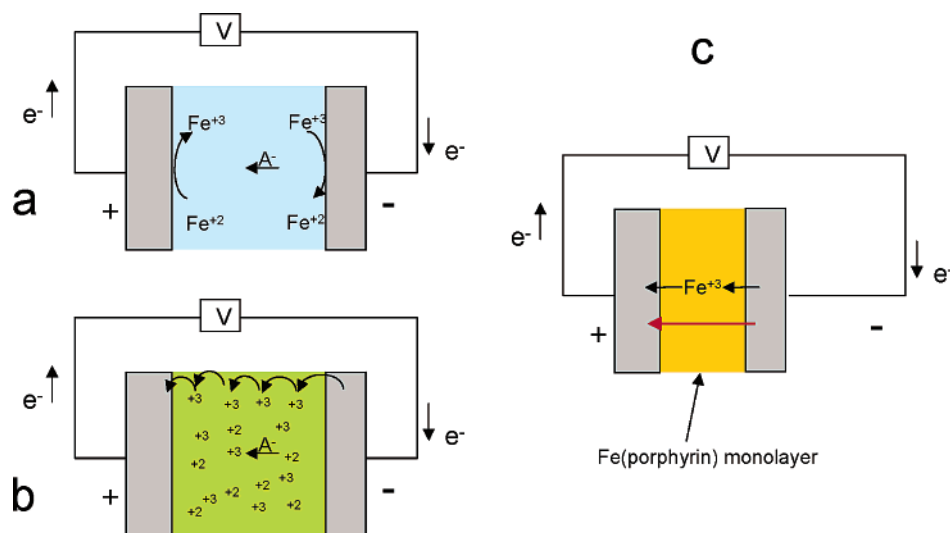 V
e⁻
e⁻
Fe⁺³
Fe⁺³
A⁻
Fe⁺²
Fe⁺²
+
-
a
V
e⁻
e⁻
+3
+3
+3
+3
+3
+2
+3
+3
A⁻
+2
+2
+2
+2
+3
+3
+2
+2
+3
+2
+
-
b
c
V
e⁻
e⁻
Fe⁺³
+
-
Fe(porphyrin) monolayer